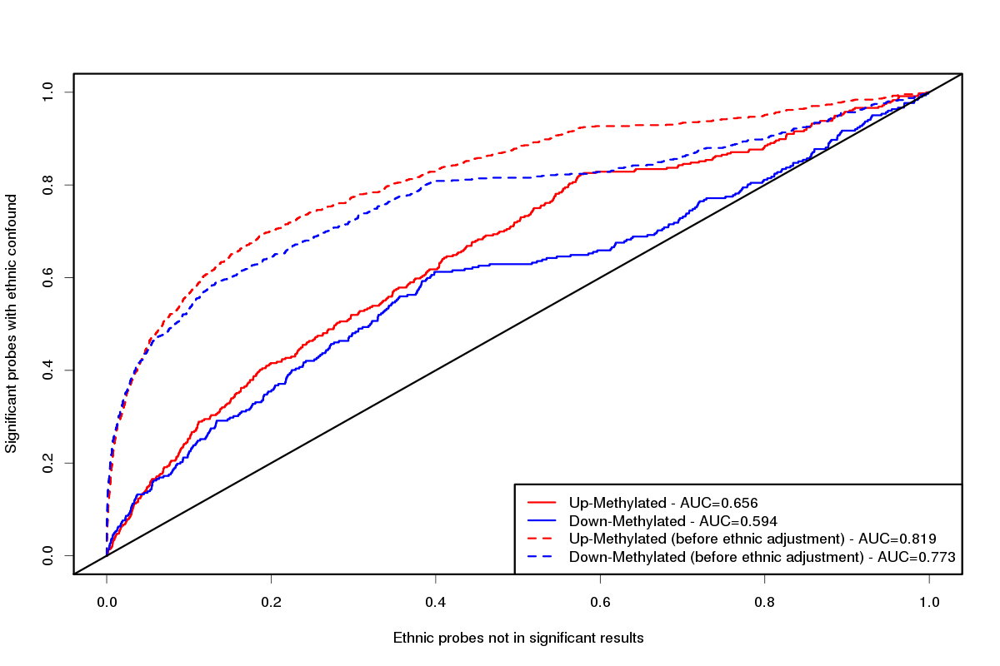 Significant probes with ethnic confound
1.0
0.8
0.6
0.4
0.2
0.0
Up-Methylated - AUC=0.656
Down-Methylated - AUC=0.594
Up-Methylated (before ethnic adjustment) - AUC=0.819
Down-Methylated (before ethnic adjustment) - AUC=0.773
0.0 0.2 0.4 0.6 0.8 1.0
Ethnic probes not in significant results